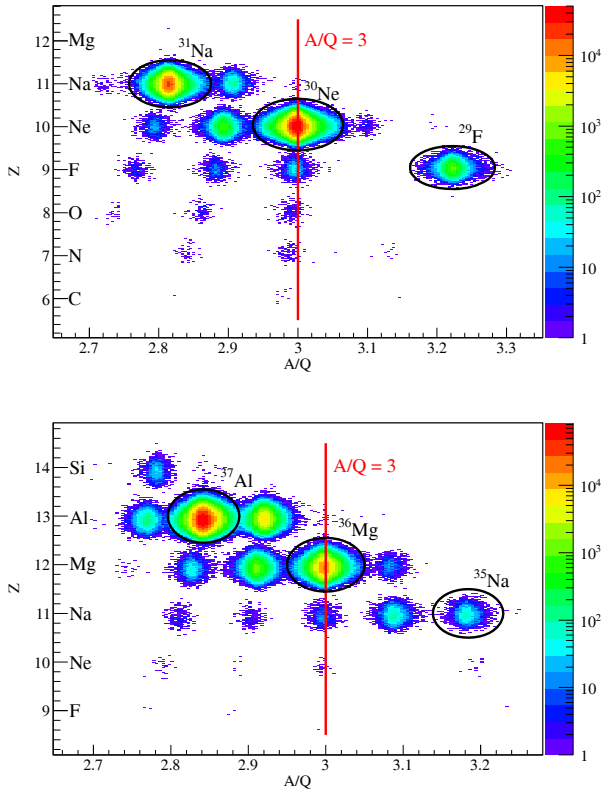 12 Mg
11 Na
10 Ne
9 F
8 O
7 N
6 C
Z
³¹Na
A/Q = 3
³⁰Ne
²⁹F
2.7 2.8 2.9 3 3.1 3.2 3.3
A/Q
10⁴
10³
10²
10
1
14 Si
13 Al
12 Mg
11 Na
10 Ne
9 F
Z
³⁷Al
A/Q = 3
³⁶Mg
³⁵Na
2.7 2.8 2.9 3 3.1 3.2
A/Q
10⁴
10³
10²
10
1